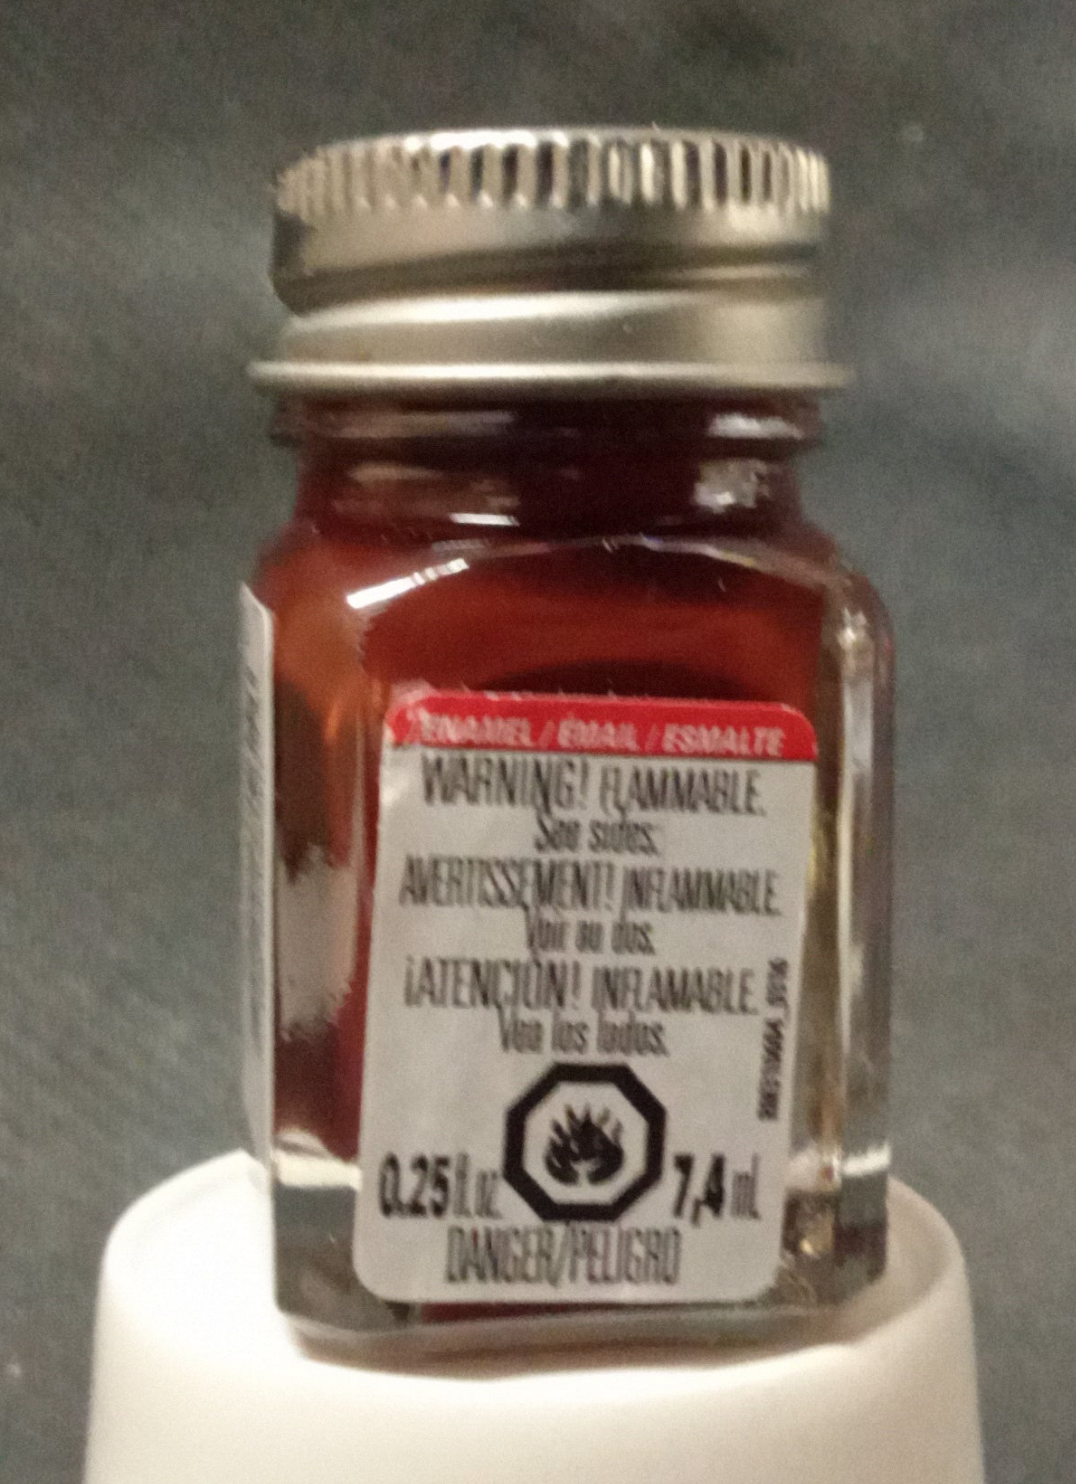 ENAMEL / ÉMAIL / ESMALTE
WARNING! FLAMMABLE.
See sides.
AVERTISSEMENT! INFLAMMABLE.
Voir au dos.
¡ATENCIÓN! INFLAMABLE.
Vea los lados.
0.25 fl. oz. 7,4 mL
DANGER/PELIGRO